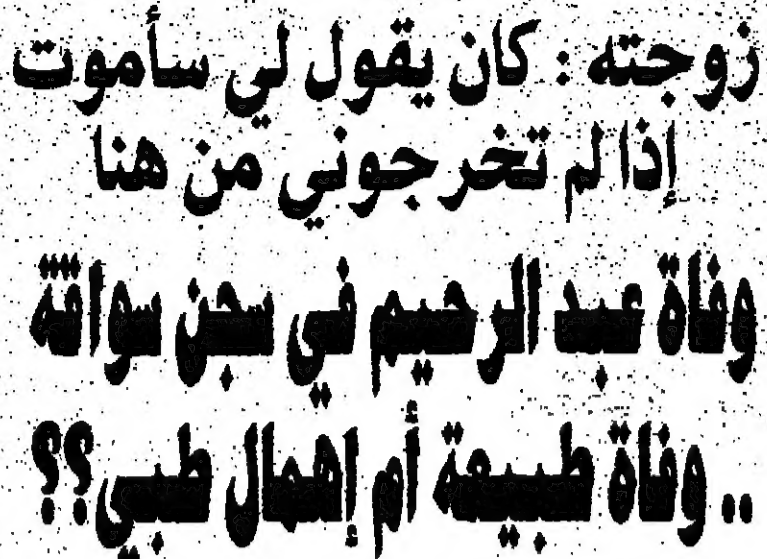 زوجته : كان يقول لي سأموت
إذا لم تخرجوني من هنا
وفاة عبد الرحيم في سجن سواقة
.. وفاة طبيعة أم إهمال طبي؟؟